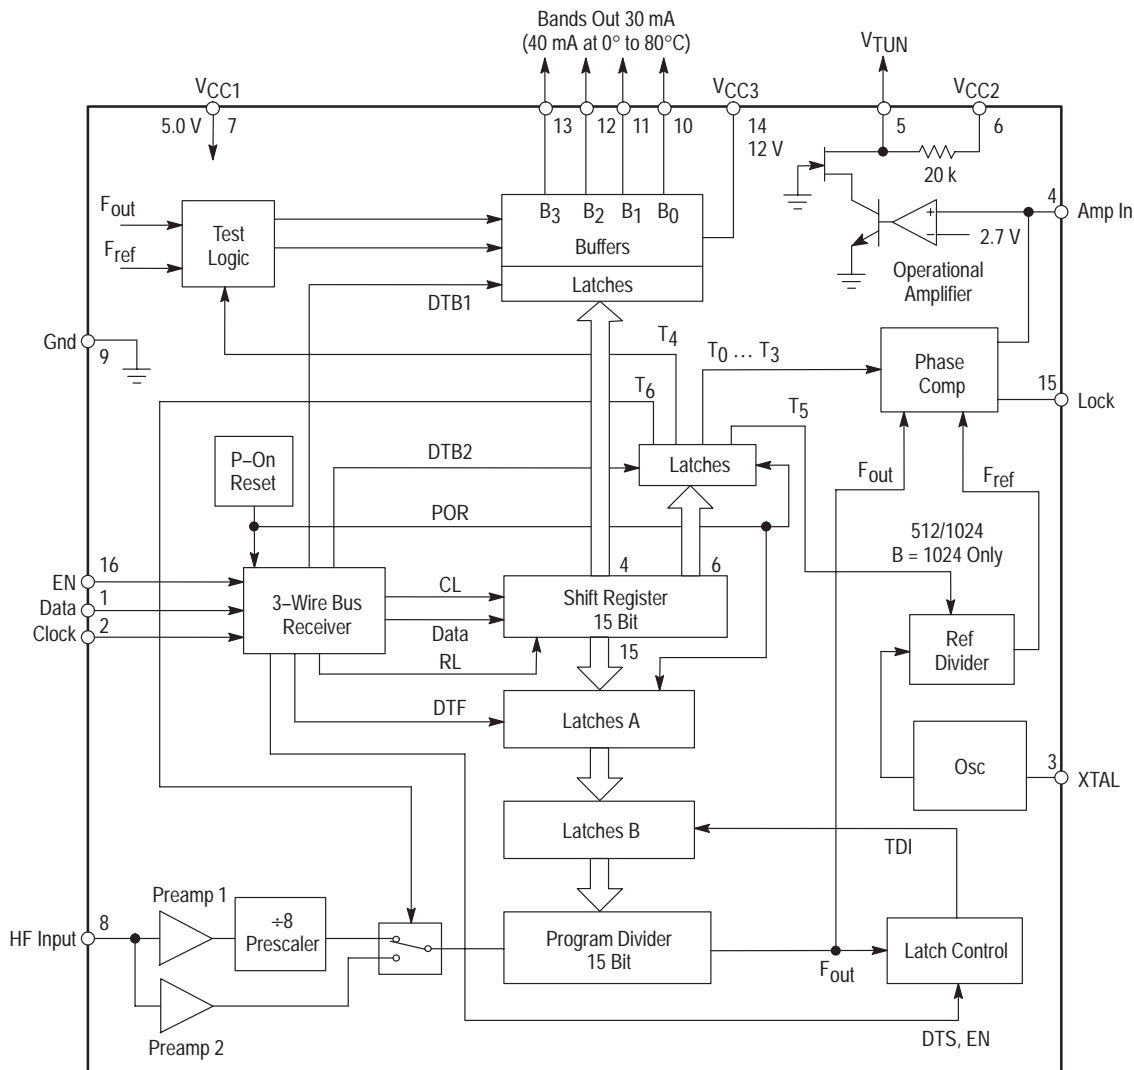 Bands Out 30 mA
(40 mA at 0° to 80°C)
VTUN
VCC1
VCC3
VCC2
5.0 V
7
13
12
11
10
14
12 V
5
6
20 k
4
Amp In
Fout
Fref
Test
Logic
B3
B2
B1
B0
Buffers
Latches
+
–
2.7 V
Operational
Amplifier
DTB1
Gnd
9
T4
T0 … T3
Phase
Comp
15
Lock
T6
T5
P–On
Reset
DTB2
Latches
Fout
Fref
POR
512/1024
B = 1024 Only
EN
16
Data
1
Clock
2
3–Wire Bus
Receiver
CL
Data
RL
4
6
Shift Register
15 Bit
15
Ref
Divider
DTF
Latches A
Osc
3
XTAL
Latches B
TDI
Preamp 1
HF Input
8
÷8
Prescaler
Program Divider
15 Bit
Fout
Latch Control
Preamp 2
DTS, EN